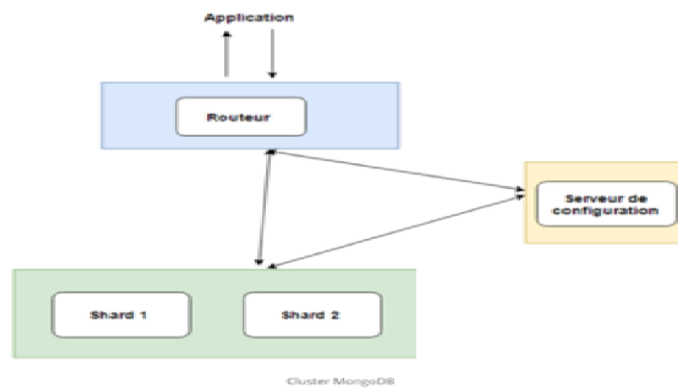 Application
Routeur
Serveur de
configuration
Shard 1
Shard 2
Cluster MongoDB